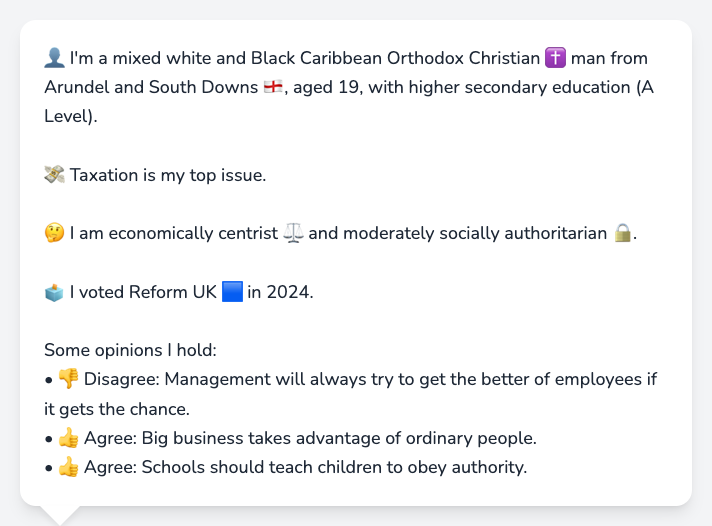 👤 I'm a mixed white and Black Caribbean Orthodox Christian ✝️ man from
Arundel and South Downs 🏴󠁧󠁢󠁥󠁮󠁧󠁿, aged 19, with higher secondary education (A
Level).
💸 Taxation is my top issue.
🤔 I am economically centrist ⚖️ and moderately socially authoritarian 🔒.
🗳️ I voted Reform UK 🟦 in 2024.
Some opinions I hold:
• 👎 Disagree: Management will always try to get the better of employees if
it gets the chance.
• 👍 Agree: Big business takes advantage of ordinary people.
• 👍 Agree: Schools should teach children to obey authority.